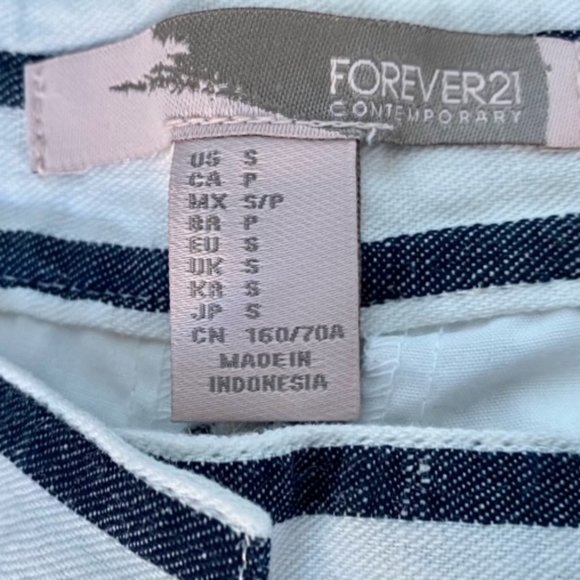 FOREVER21
CONTEMPORARY
US S
CA P
MX S/P
BR P
EU S
UK S
KR S
JP S
CN 160/70A
MADE IN
INDONESIA